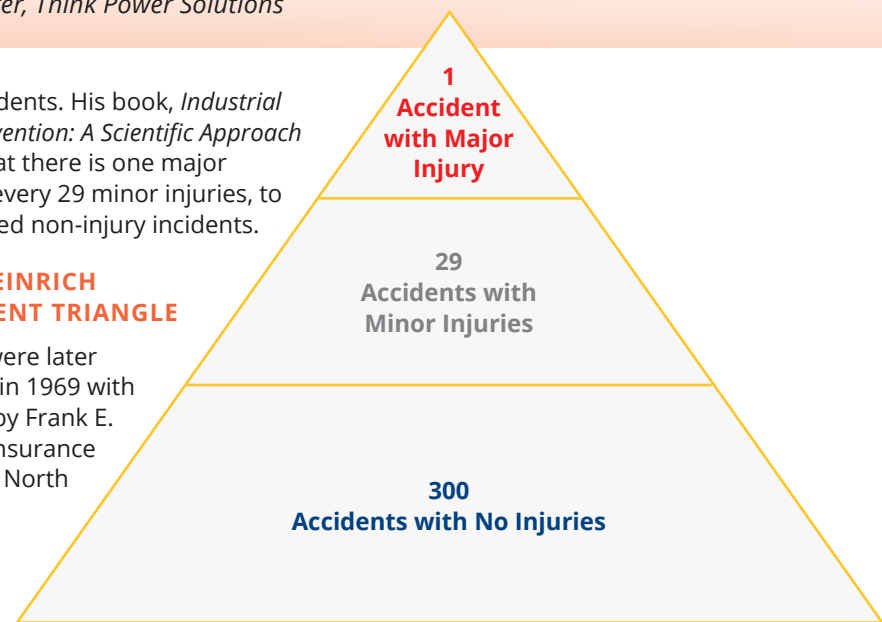 Think Power Solutions
dents. His book, Industrial
vention: A Scientific Approach
at there is one major
every 29 minor injuries, to
ed non-injury incidents.
EINRICH
ENT TRIANGLE
were later
in 1969 with
by Frank E.
nsurance
North
1
Accident
with Major
Injury
29
Accidents with
Minor Injuries
300
Accidents with No Injuries